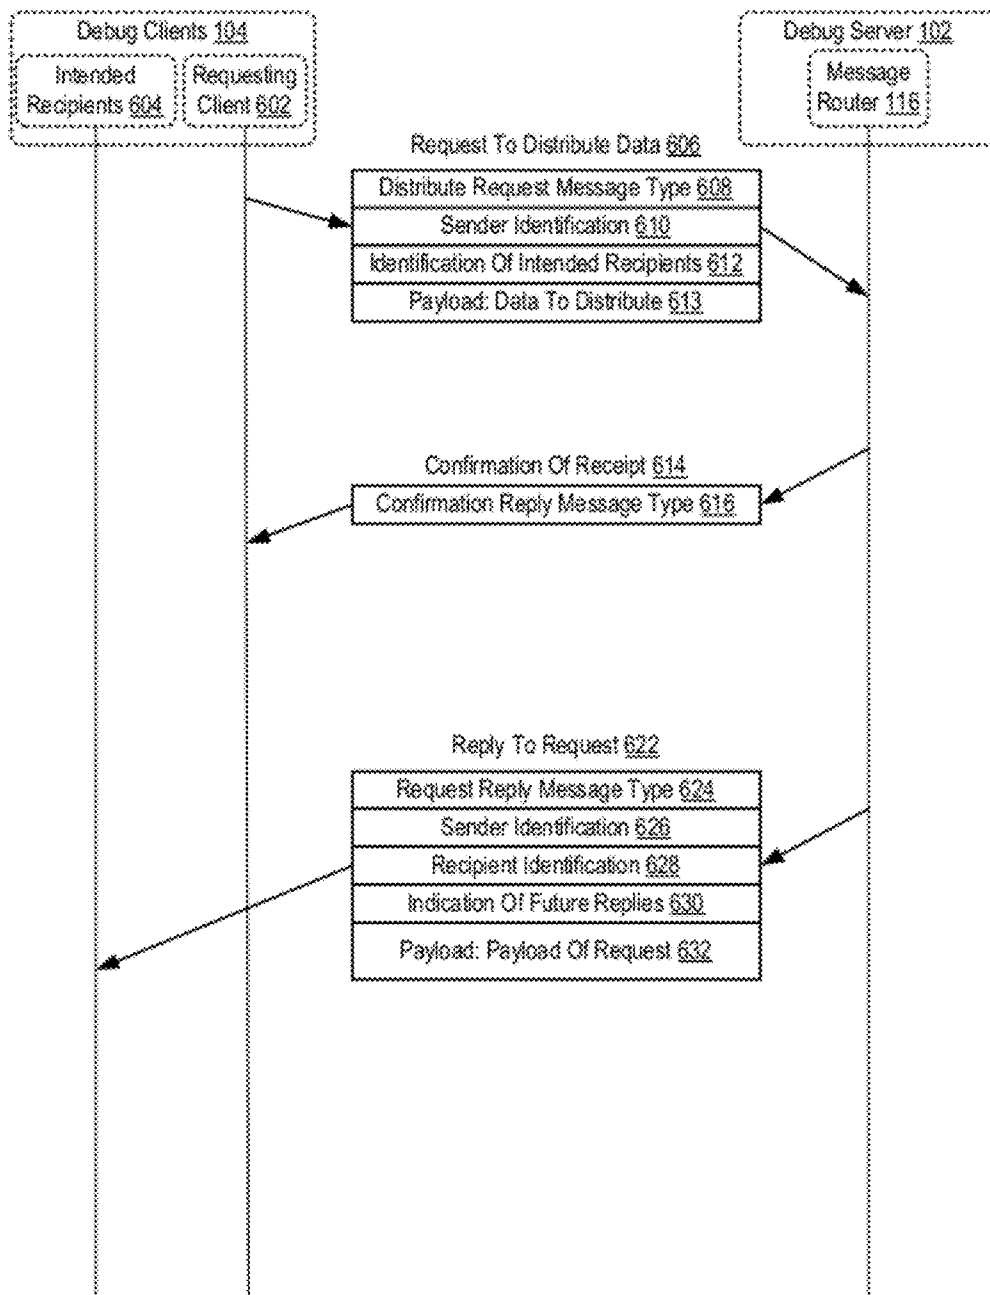 Debug Clients 104
Debug Server 102
Intended
Recipients 604
Requesting
Client 602
Message
Router 116
Request To Distribute Data 606
Distribute Request Message Type 608
Sender Identification 610
Identification Of Intended Recipients 612
Payload: Data To Distribute 613
Confirmation Of Receipt 614
Confirmation Reply Message Type 616
Reply To Request 622
Request Reply Message Type 624
Sender Identification 626
Recipient Identification 628
Indication Of Future Replies 630
Payload: Payload Of Request 632